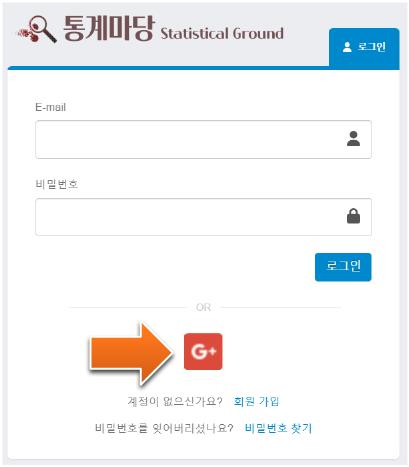 통계마당 Statistical Ground
로그인
E-mail
비밀번호
로그인
OR
G+
계정이 없으신가요? 회원 가입
비밀번호를 잊어버리셨나요? 비밀번호 찾기